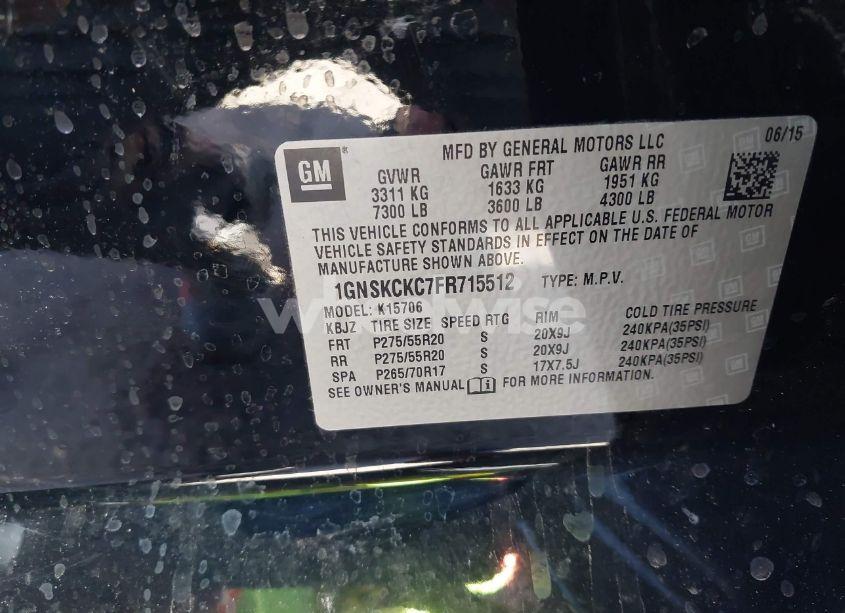 GM
MFD BY GENERAL MOTORS LLC 06/15
GVWR GAWR FRT GAWR RR
3311 KG 1633 KG 1951 KG
7300 LB 3600 LB 4300 LB
THIS VEHICLE CONFORMS TO ALL APPLICABLE U.S. FEDERAL MOTOR
VEHICLE SAFETY STANDARDS IN EFFECT ON THE DATE OF
MANUFACTURE SHOWN ABOVE.
1GNSKCKC7FR715512 TYPE: M.P.V.
MODEL: K15706
KBJZ TIRE SIZE SPEED RTG RIM COLD TIRE PRESSURE
FRT P275/55R20 S 20X9J 240KPA(35PSI)
RR P275/55R20 S 20X9J 240KPA(35PSI)
SPA P265/70R17 S 17X7.5J 240KPA(35PSI)
SEE OWNER'S MANUAL i FOR MORE INFORMATION.